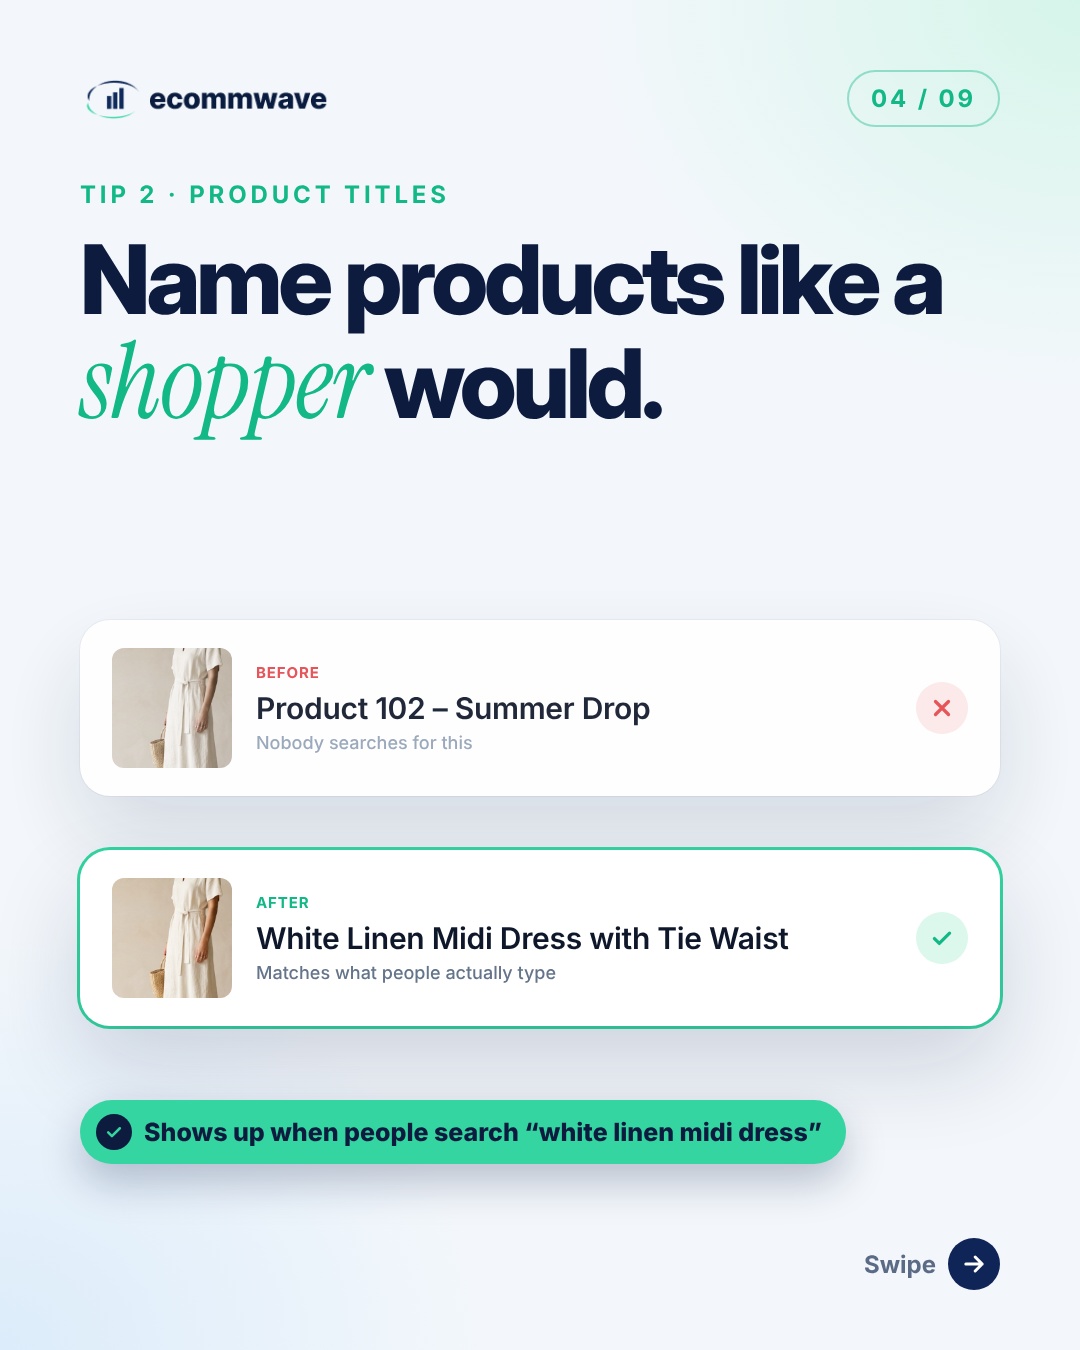 ecommwave
04 / 09
TIP 2 · PRODUCT TITLES
Name products like a
shopper would.
BEFORE
Product 102 – Summer Drop
Nobody searches for this
AFTER
White Linen Midi Dress with Tie Waist
Matches what people actually type
Shows up when people search “white linen midi dress”
Swipe